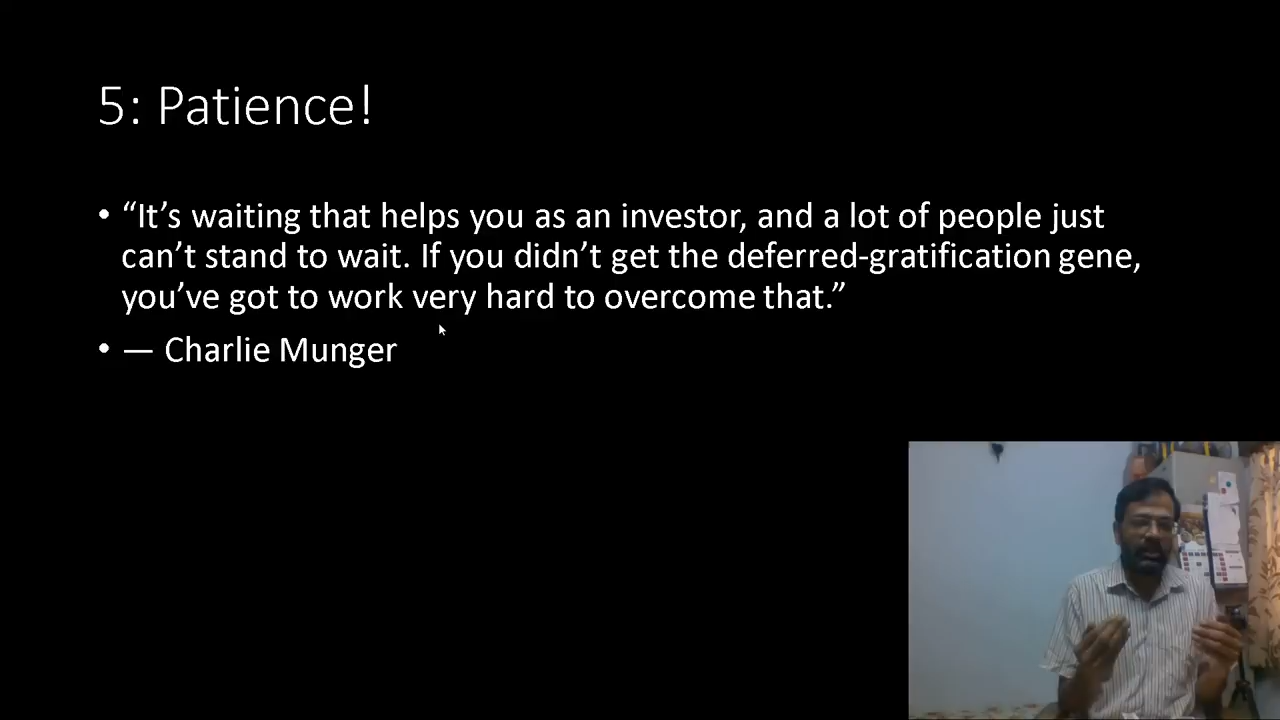 5: Patience!
• “It’s waiting that helps you as an investor, and a lot of people just
can’t stand to wait. If you didn’t get the deferred-gratification gene,
you’ve got to work very hard to overcome that.”
• — Charlie Munger